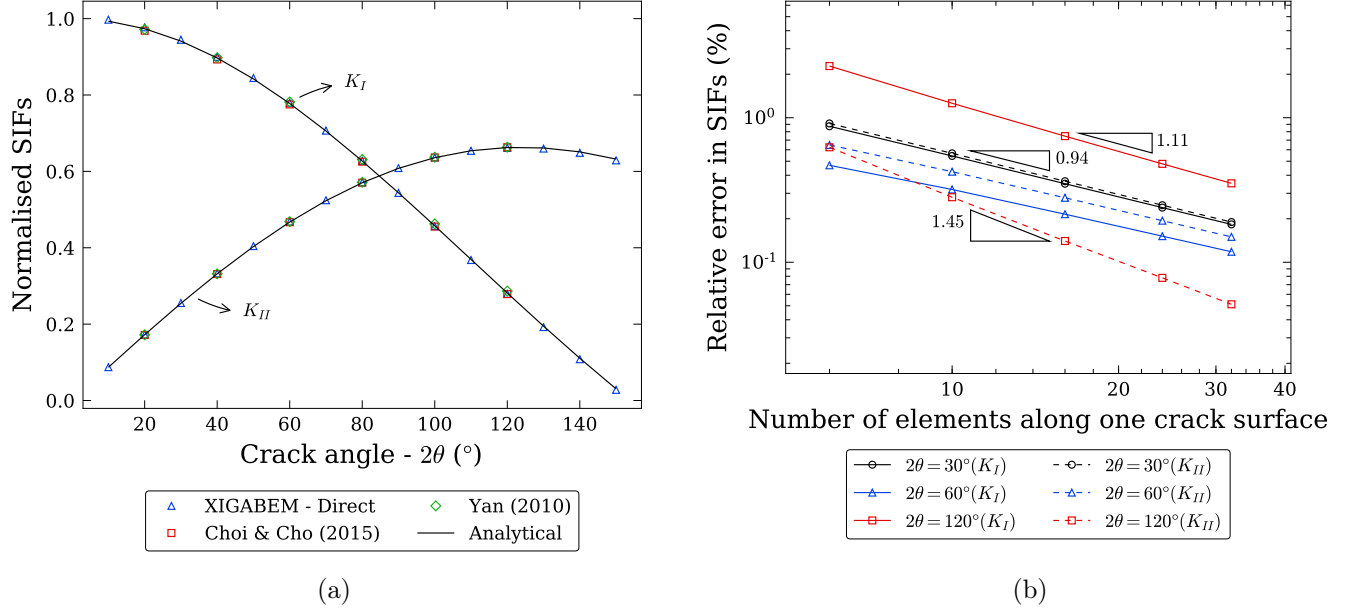 Normalised SIFs
1.0
0.8
0.6
0.4
0.2
0.0
K_I
K_II
20 40 60 80 100 120 140
Crack angle - 2θ (°)
XIGABEM - Direct
Choi & Cho (2015)
Yan (2010)
Analytical
(a)
Relative error in SIFs (%)
10^0
10^-1
1.11
0.94
1.45
10 20 30 40
Number of elements along one crack surface
2θ = 30°(K_I)
2θ = 60°(K_I)
2θ = 120°(K_I)
2θ = 30°(K_II)
2θ = 60°(K_II)
2θ = 120°(K_II)
(b)